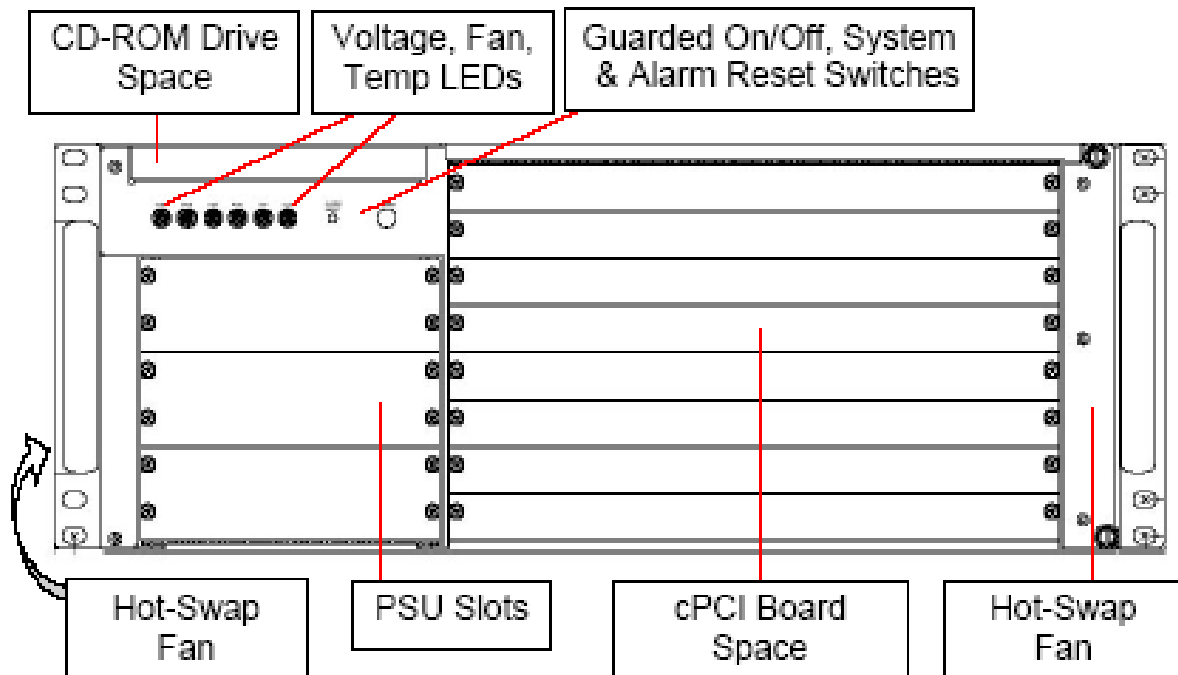 CD-ROM Drive
Space
Voltage, Fan,
Temp LEDs
Guarded On/Off, System
& Alarm Reset Switches
Hot-Swap
Fan
PSU Slots
cPCI Board
Space
Hot-Swap
Fan